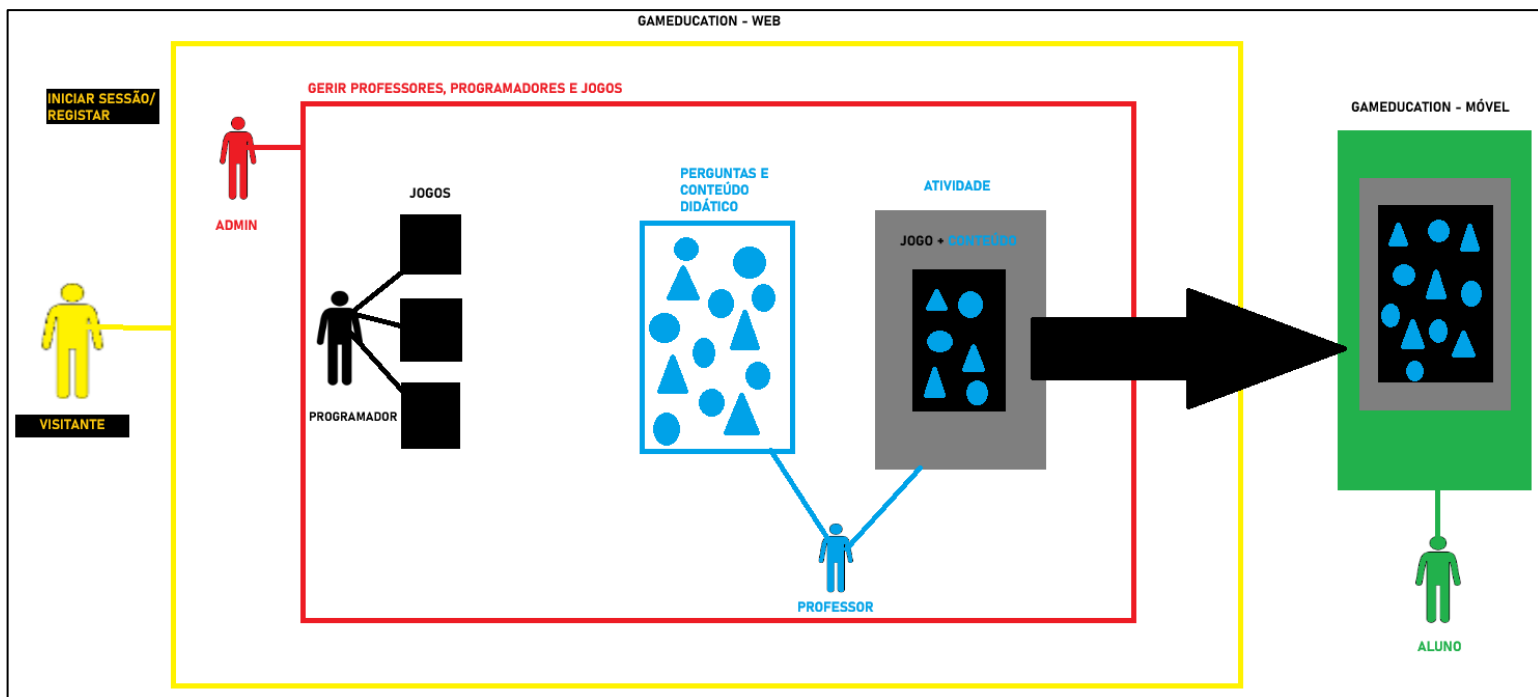 GAMEDUCATION - WEB
INICIAR SESSÃO/
REGISTAR
GERIR PROFESSORES, PROGRAMADORES E JOGOS
GAMEDUCATION - MÓVEL
ADMIN
JOGOS
PERGUNTAS E
CONTEÚDO
DIDÁTICO
ATIVIDADE
JOGO + CONTEÚDO
PROGRAMADOR
VISITANTE
PROFESSOR
ALUNO